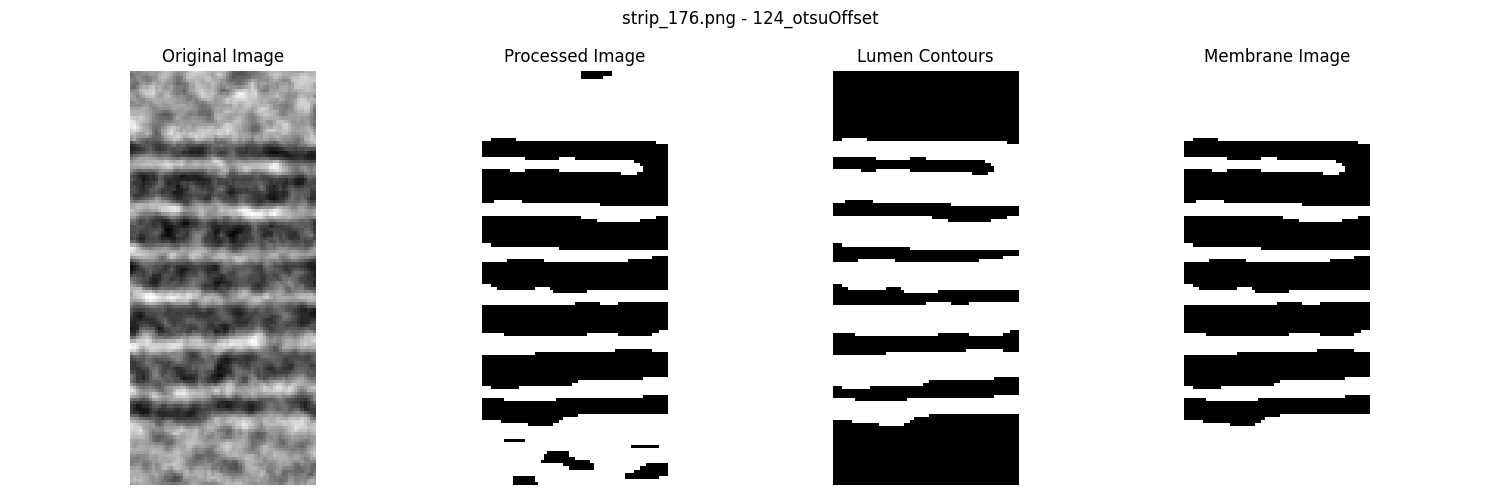 strip_176.png - 124_otsuOffset
Original Image
Processed Image
Lumen Contours
Membrane Image